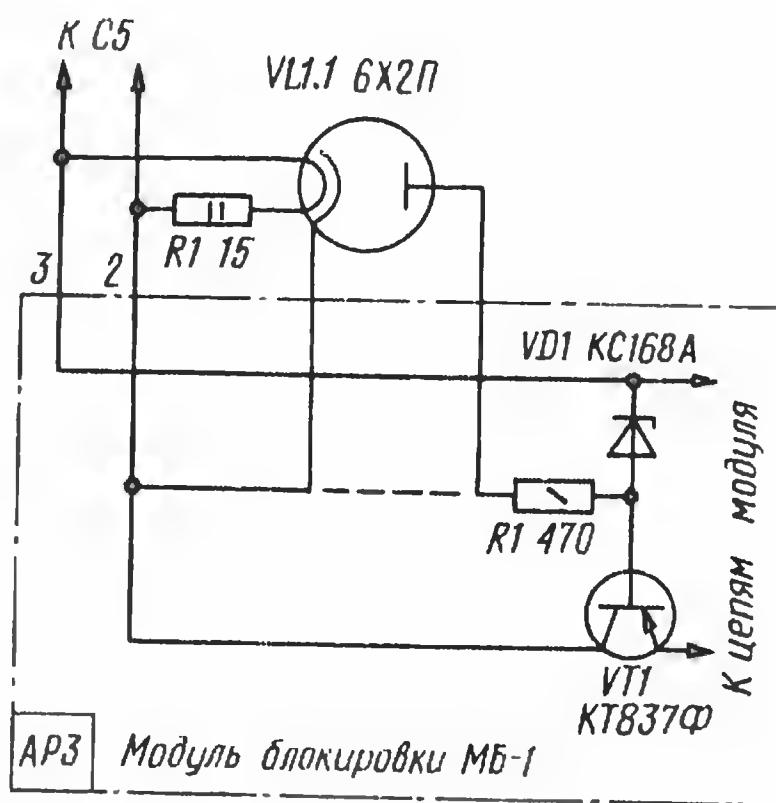 К С5
VL1.1 6Х2П
R1 15
3
2
VD1 КС168А
R1 470
К цепям модуля
VT1
КТ837Ф
АР3
Модуль блокировки МБ-1